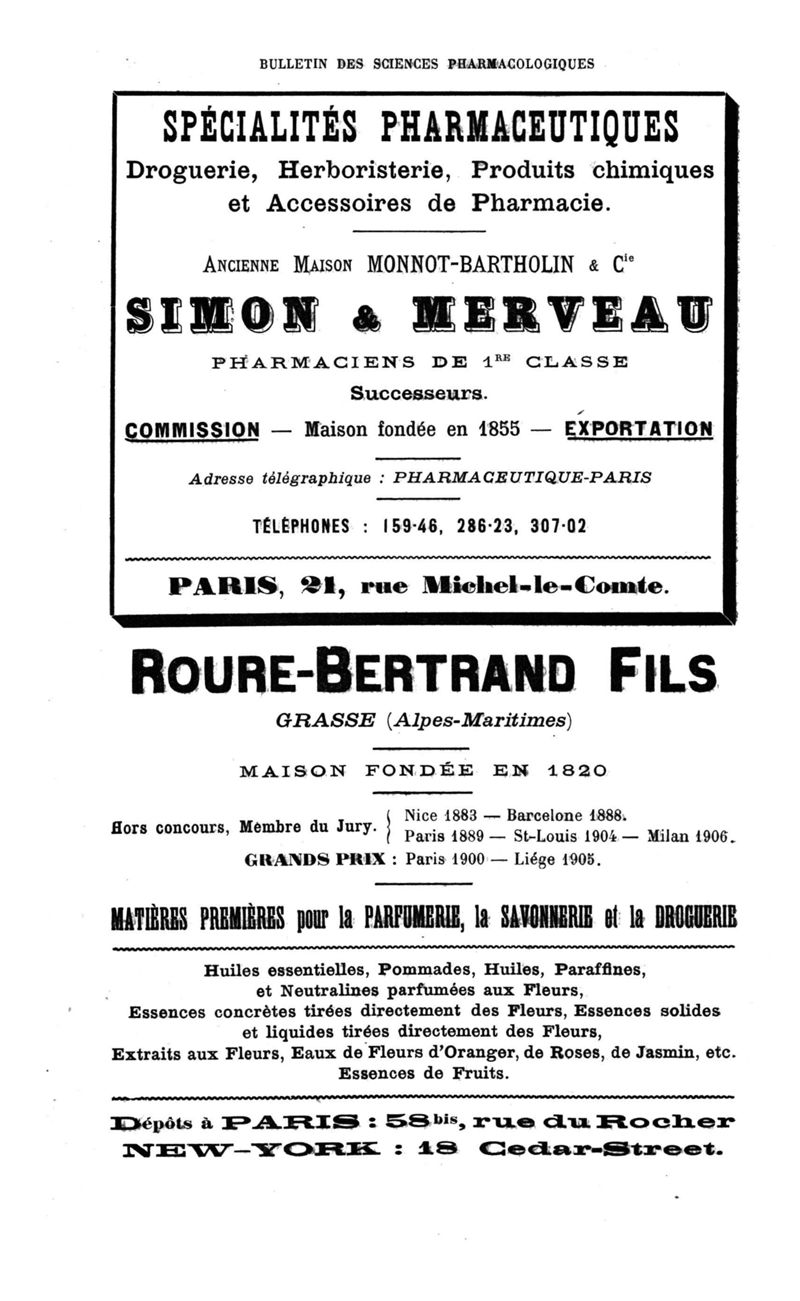 BULLETIN DES SCIENCES PHARMACOLOGIQUES
SPÉCIALITÉS PHARMACEUTIQUES
Droguerie, Herboristerie, Produits chimiques
et Accessoires de Pharmacie.
ANCIENNE MAISON MONNOT-BARTHOLIN & Cie
SIMON & MERVEAU
PHARMACIENS DE 1RE CLASSE
Successeurs.
COMMISSION — Maison fondée en 1855 — EXPORTATION
Adresse télégraphique : PHARMACEUTIQUE-PARIS
TÉLÉPHONES : 159-46, 286-23, 307-02
PARIS, 21, rue Michel-le-Comte.
ROURE-BERTRAND FILS
GRASSE (Alpes-Maritimes)
MAISON FONDÉE EN 1820
Hors concours, Membre du Jury. { Nice 1883 — Barcelone 1888.
Paris 1889 — St-Louis 1904 — Milan 1906.
GRANDS PRIX : Paris 1900 — Liége 1905.
MATIÈRES PREMIÈRES pour la PARFUMERIE, la SAVONNERIE et la DROGUERIE
Huiles essentielles, Pommades, Huiles, Paraffines,
et Neutralines parfumées aux Fleurs,
Essences concrètes tirées directement des Fleurs, Essences solides
et liquides tirées directement des Fleurs,
Extraits aux Fleurs, Eaux de Fleurs d'Oranger, de Roses, de Jasmin, etc.
Essences de Fruits.
Dépôts à PARIS : 58bis, rue du Rocher
NEW-YORK : 18 Cedar-Street.